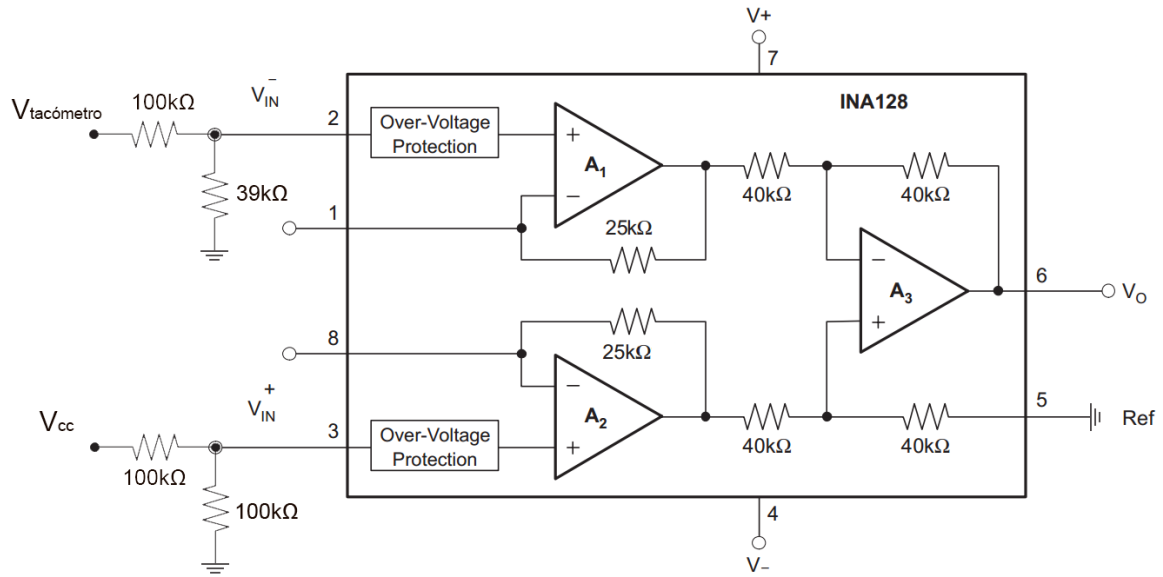 V+
7
INA128
100kΩ
V⁻IN
Vtacómetro
2
Over-Voltage
Protection
+
A1
−
40kΩ
40kΩ
39kΩ
1
25kΩ
−
A3
+
6
VO
8
25kΩ
V⁺IN
−
A2
+
Vcc
3
Over-Voltage
Protection
5
Ref
40kΩ
40kΩ
100kΩ
100kΩ
4
V−